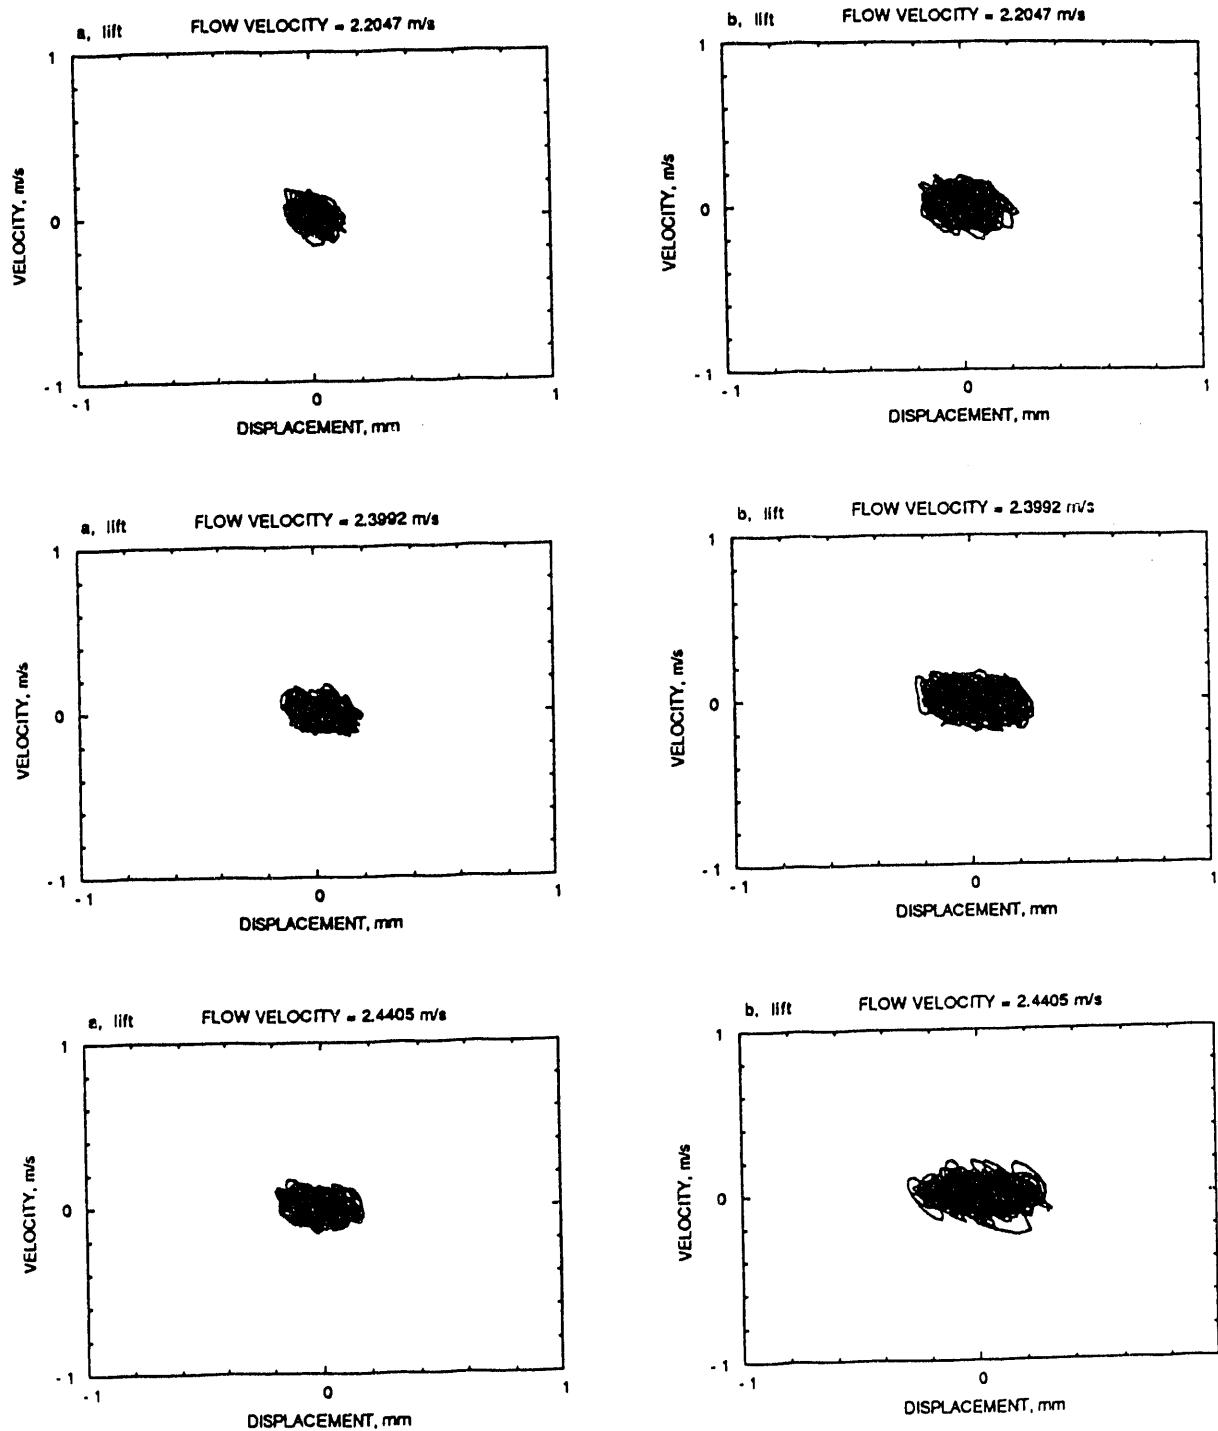 a, lift FLOW VELOCITY = 2.2047 m/s
1
VELOCITY, m/s
0
-1
-1 0 1
DISPLACEMENT, mm
b, lift FLOW VELOCITY = 2.2047 m/s
1
VELOCITY, m/s
0
-1
-1 0 1
DISPLACEMENT, mm
a, lift FLOW VELOCITY = 2.3992 m/s
1
VELOCITY, m/s
0
-1
-1 0 1
DISPLACEMENT, mm
b, lift FLOW VELOCITY = 2.3992 m/s
1
VELOCITY, m/s
0
-1
-1 0 1
DISPLACEMENT, mm
a, lift FLOW VELOCITY = 2.4405 m/s
1
VELOCITY, m/s
0
-1
-1 0 1
DISPLACEMENT, mm
b, lift FLOW VELOCITY = 2.4405 m/s
1
VELOCITY, m/s
0
-1
-1 0
DISPLACEMENT, mm